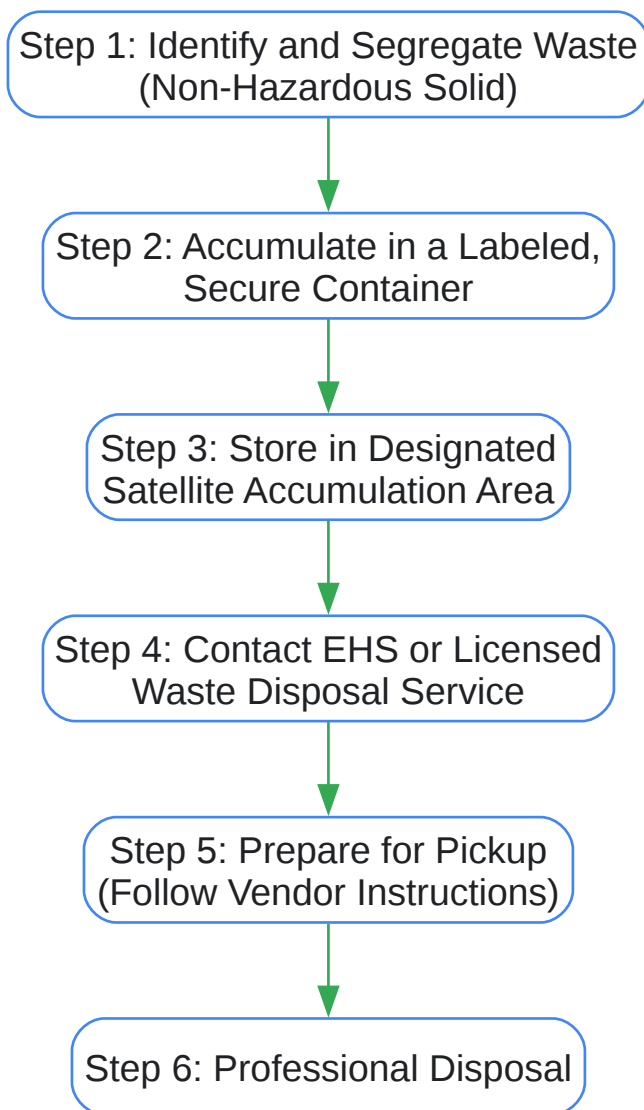 Step 1: Identify and Segregate Waste
(Non-Hazardous Solid)
Step 2: Accumulate in a Labeled,
Secure Container
Step 3: Store in Designated
Satellite Accumulation Area
Step 4: Contact EHS or Licensed
Waste Disposal Service
Step 5: Prepare for Pickup
(Follow Vendor Instructions)
Step 6: Professional Disposal